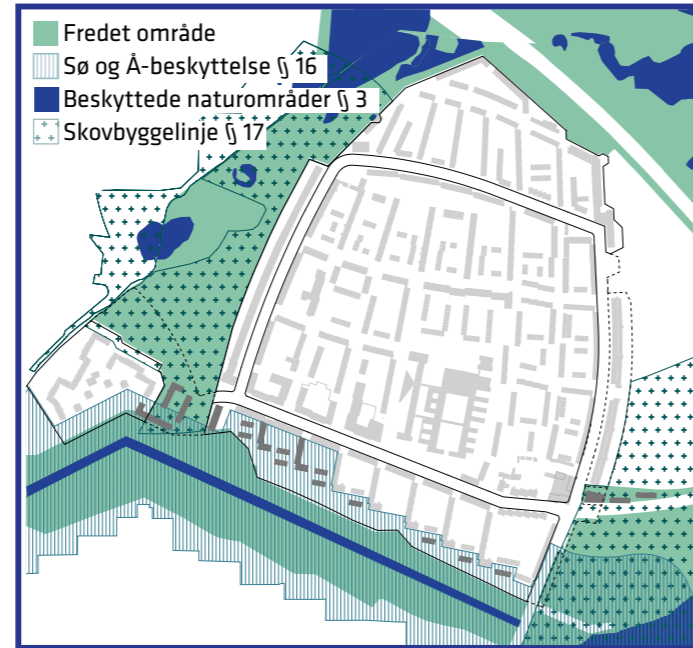 Fredet område
Sø og Å-beskyttelse § 16
Beskyttede naturområder § 3
Skovbyggelinje § 17